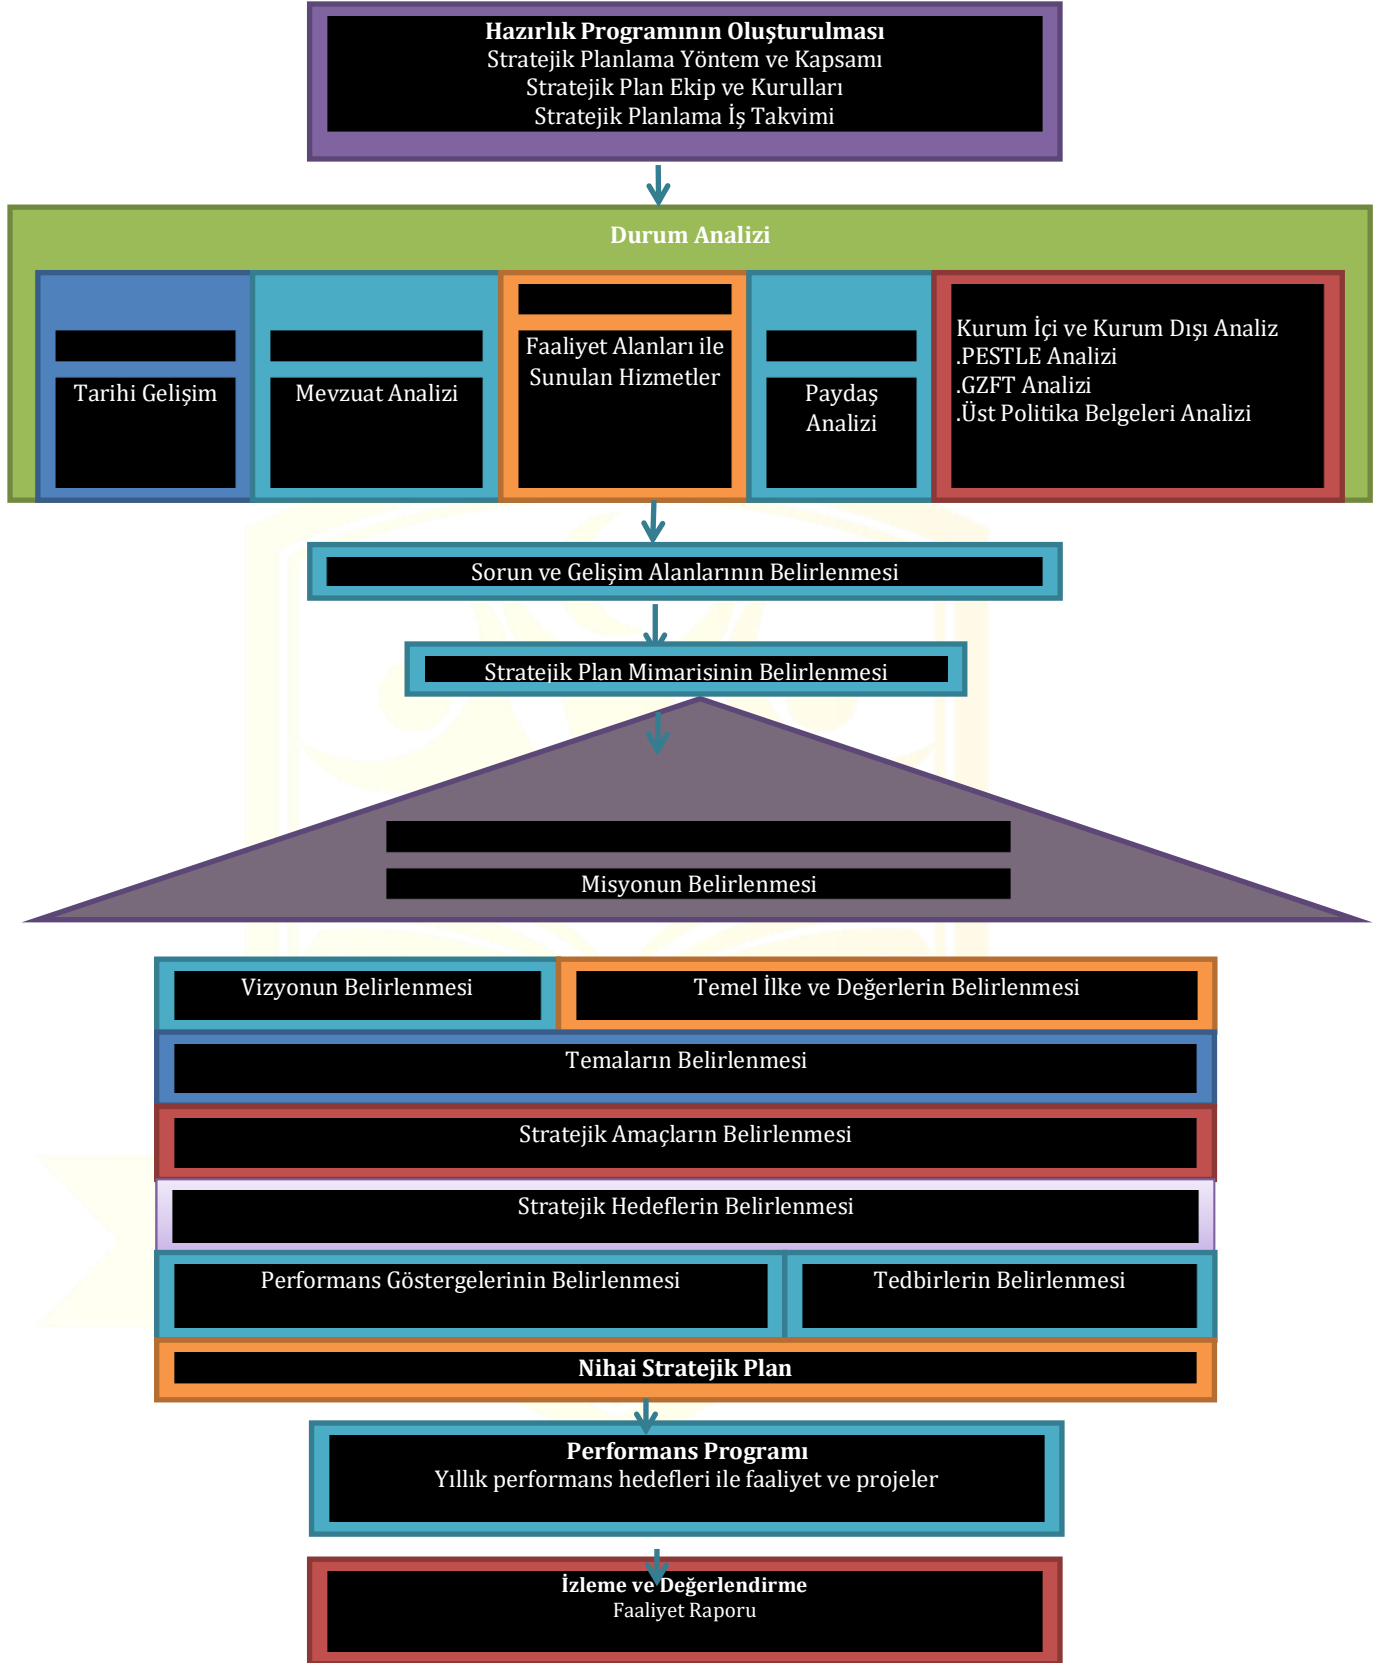 Hazırlık Programının Oluşturulması
Stratejik Planlama Yöntem ve Kapsamı
Stratejik Plan Ekip ve Kurulları
Stratejik Planlama İş Takvimi
Durum Analizi
Tarihi Gelişim
Mevzuat Analizi
Faaliyet Alanları ile
Sunulan Hizmetler
Paydaş
Analizi
Kurum İçi ve Kurum Dışı Analiz
.PESTLE Analizi
.GZFT Analizi
.Üst Politika Belgeleri Analizi
Sorun ve Gelişim Alanlarının Belirlenmesi
Stratejik Plan Mimarisinin Belirlenmesi
Misyonun Belirlenmesi
Vizyonun Belirlenmesi
Temel İlke ve Değerlerin Belirlenmesi
Temaların Belirlenmesi
Stratejik Amaçların Belirlenmesi
Stratejik Hedeflerin Belirlenmesi
Performans Göstergelerinin Belirlenmesi
Tedbirlerin Belirlenmesi
Nihai Stratejik Plan
Performans Programı
Yıllık performans hedefleri ile faaliyet ve projeler
İzleme ve Değerlendirme
Faaliyet Raporu